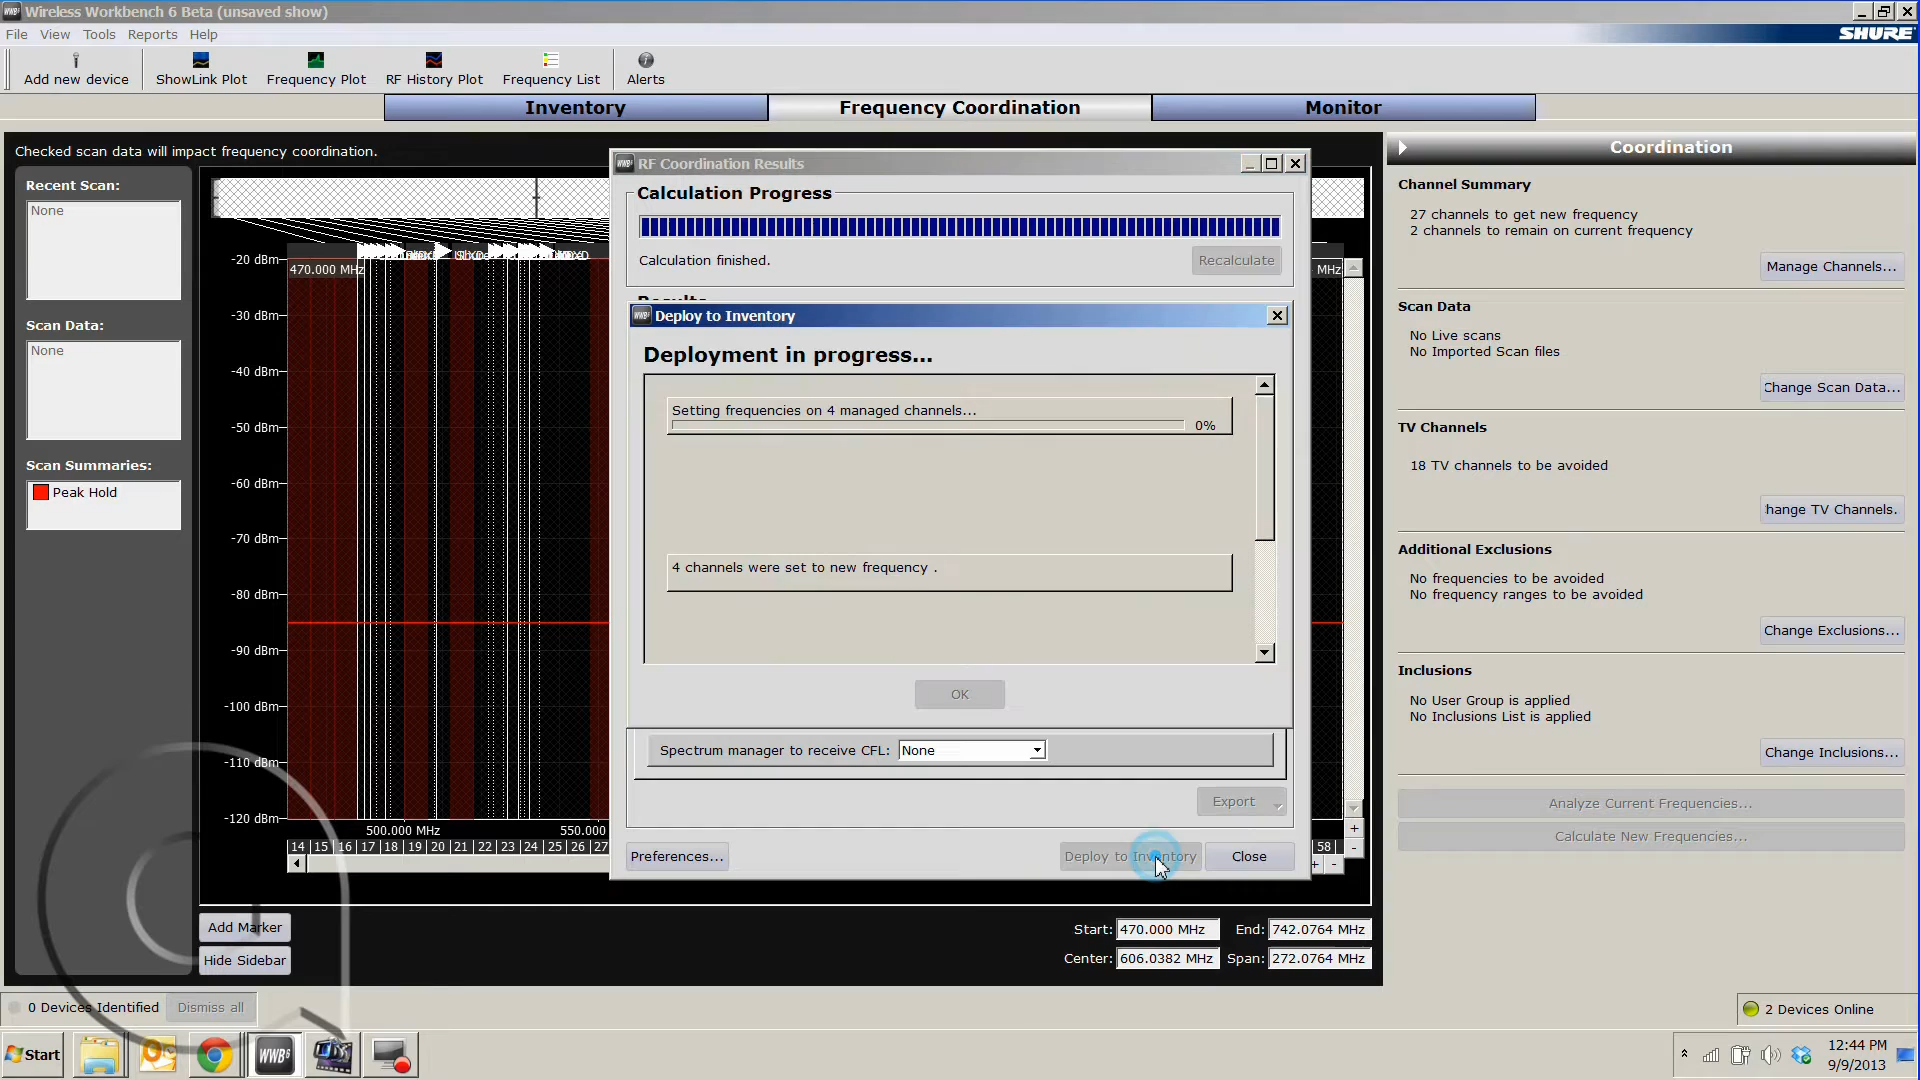 Wireless Workbench 6 Beta (unsaved show)
File View Tools Reports Help
SHURE
Add new device ShowLink Plot Frequency Plot RF History Plot Frequency List Alerts
Inventory Frequency Coordination Monitor
Checked scan data will impact frequency coordination.
Recent Scan:
None
Scan Data:
None
Scan Summaries:
Peak Hold
470.000 MHz
MHz
-20 dBm
-30 dBm
-40 dBm
-50 dBm
-60 dBm
-70 dBm
-80 dBm
-90 dBm
-100 dBm
-110 dBm
-120 dBm
500.000 MHz 550.000
14 15 16 17 18 19 20 21 22 23 24 25 26 27
58
+
-
+ -
Add Marker
Hide Sidebar
Start: 470.000 MHz End: 742.0764 MHz
Center: 606.0382 MHz Span: 272.0764 MHz
WWB6 RF Coordination Results
Calculation Progress
Calculation finished.
Recalculate
Results
WWB6 Deploy to Inventory
Deployment in progress...
Setting frequencies on 4 managed channels...
0%
4 channels were set to new frequency .
OK
Spectrum manager to receive CFL: None
Export
Preferences... Deploy to Inventory Close
Coordination
Channel Summary
27 channels to get new frequency
2 channels to remain on current frequency
Manage Channels...
Scan Data
No Live scans
No Imported Scan files
Change Scan Data...
TV Channels
18 TV channels to be avoided
hange TV Channels.
Additional Exclusions
No frequencies to be avoided
No frequency ranges to be avoided
Change Exclusions...
Inclusions
No User Group is applied
No Inclusions List is applied
Change Inclusions...
Analyze Current Frequencies...
Calculate New Frequencies...
0 Devices Identified Dismiss all
2 Devices Online
Start
WWB6
12:44 PM
9/9/2013